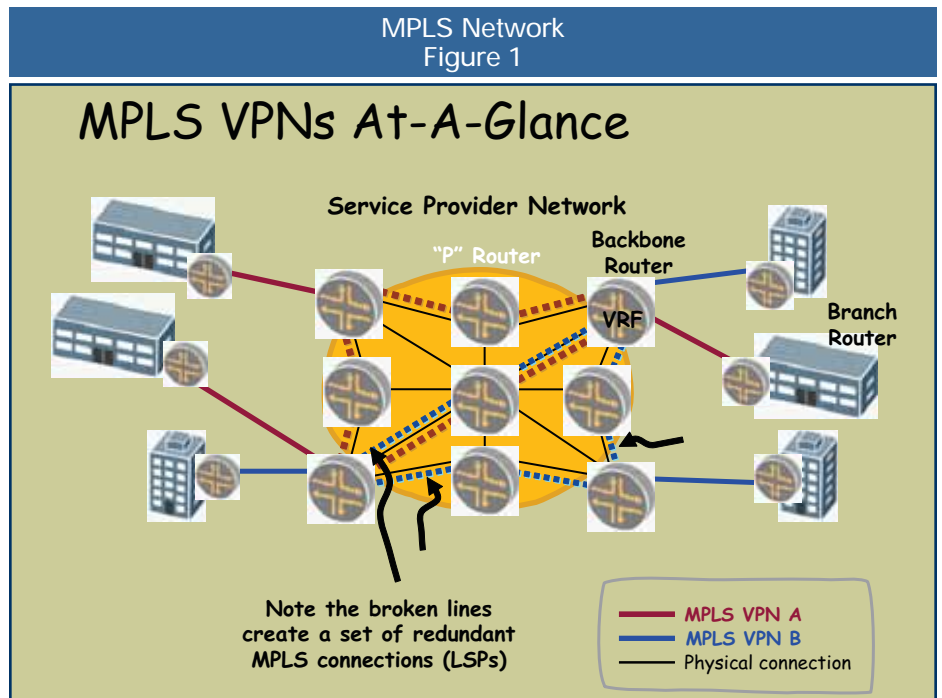 MPLS Network
Figure 1
MPLS VPNs At-A-Glance
Service Provider Network
"P" Router
Backbone
Router
VRF
Branch
Router
Note the broken lines
create a set of redundant
MPLS connections (LSPs)
MPLS VPN A
MPLS VPN B
Physical connection